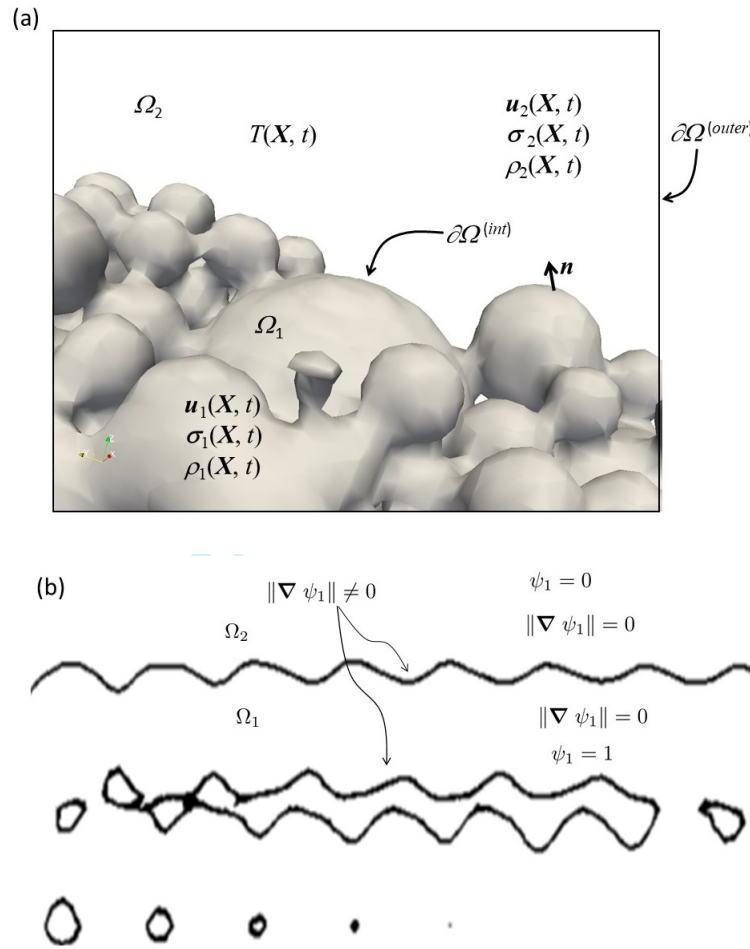 (a)
Ω₂
T(X, t)
u₂(X, t)
σ₂(X, t)
ρ₂(X, t)
∂Ω⁽ᵒᵘᵗᵉʳ⁾
∂Ω⁽ⁱⁿᵗ⁾
n
Ω₁
u₁(X, t)
σ₁(X, t)
ρ₁(X, t)
(b)
‖∇ ψ₁‖ ≠ 0
ψ₁ = 0
‖∇ ψ₁‖ = 0
Ω₂
Ω₁
‖∇ ψ₁‖ = 0
ψ₁ = 1